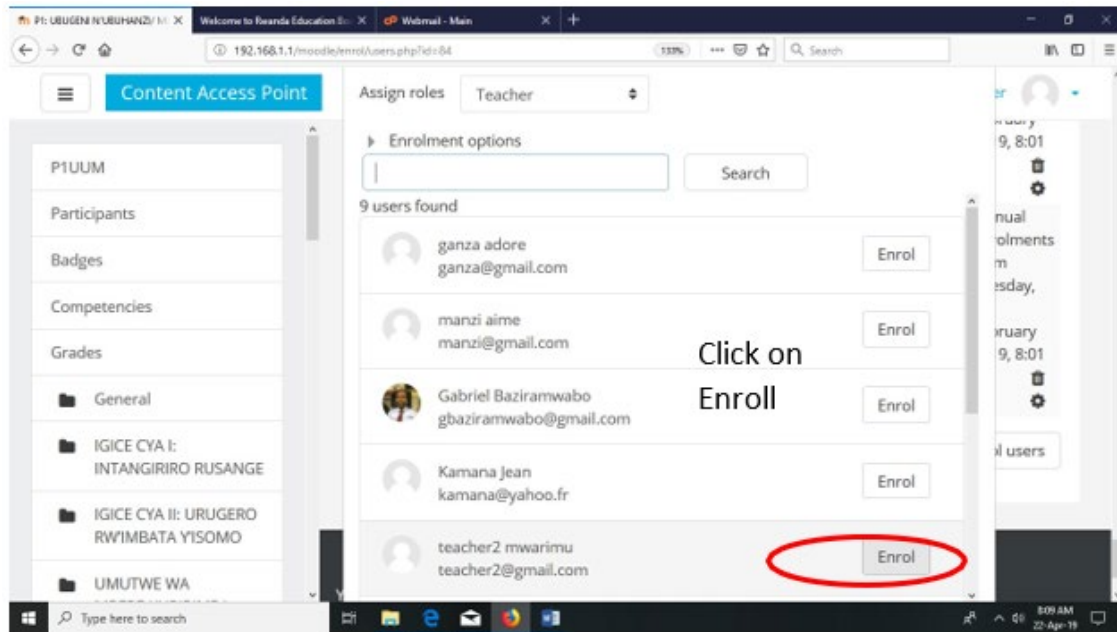 P1: UBUGENI N'UBUHANZI/ M
Welcome to Rwanda Education Bo
Webmail - Main
192.168.1.1/moodle/enrol/users.php?id=84
133%
Search
Content Access Point
Assign roles
Teacher
Enrolment options
Search
9 users found
P1UUM
Participants
Badges
Competencies
Grades
General
IGICE CYA I:
INTANGIRIRO RUSANGE
IGICE CYA II: URUGERO
RW'IMBATA Y'ISOMO
UMUTWE WA
ganza adore
ganza@gmail.com
Enrol
manzi aime
manzi@gmail.com
Enrol
Gabriel Baziramwabo
gbaziramwabo@gmail.com
Enrol
Kamana Jean
kamana@yahoo.fr
Enrol
teacher2 mwarimu
teacher2@gmail.com
Enrol
Click on
Enroll
er
9, 8:01
nual
olments
m
esday,
ruary
9, 8:01
ol users
Type here to search
8:09 AM
22-Apr-19